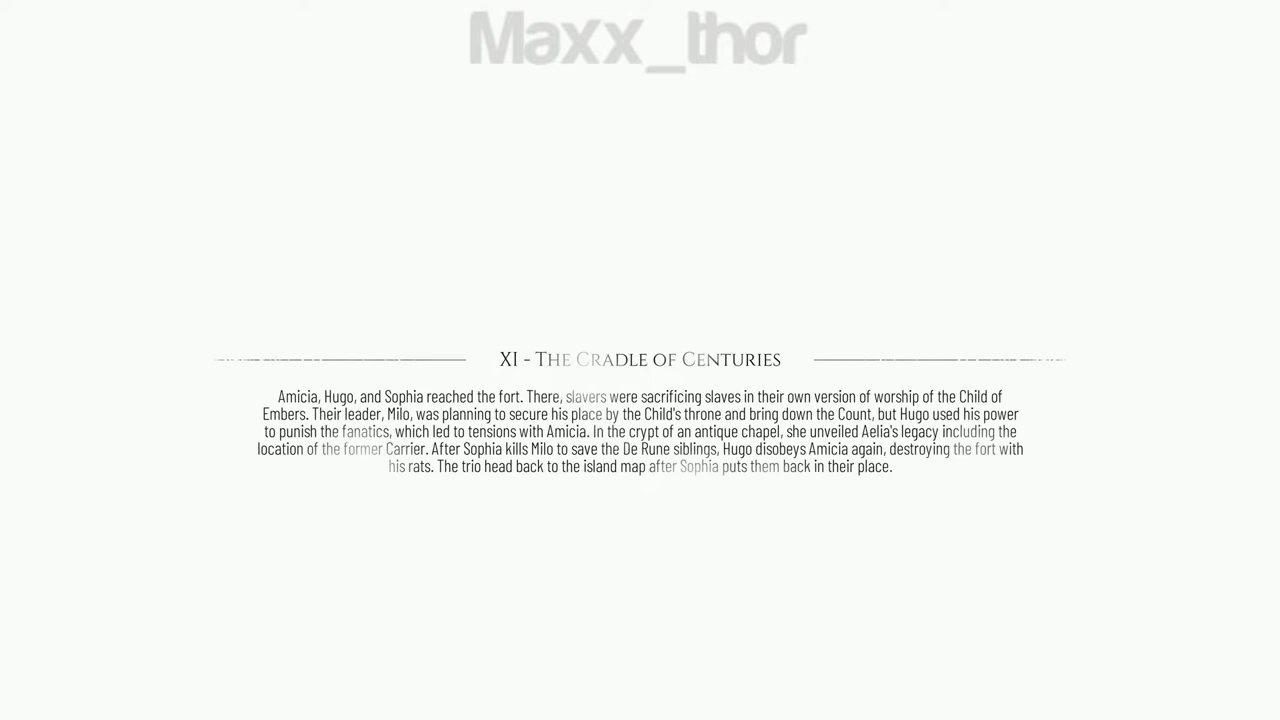 Maxx_thor
XI - The Cradle of Centuries
Amicia, Hugo, and Sophia reached the fort. There, slavers were sacrificing slaves in their own version of worship of the Child of
Embers. Their leader, Milo, was planning to secure his place by the Child's throne and bring down the Count, but Hugo used his power
to punish the fanatics, which led to tensions with Amicia. In the crypt of an antique chapel, she unveiled Aelia's legacy including the
location of the former Carrier. After Sophia kills Milo to save the De Rune siblings, Hugo disobeys Amicia again, destroying the fort with
his rats. The trio head back to the island map after Sophia puts them back in their place.